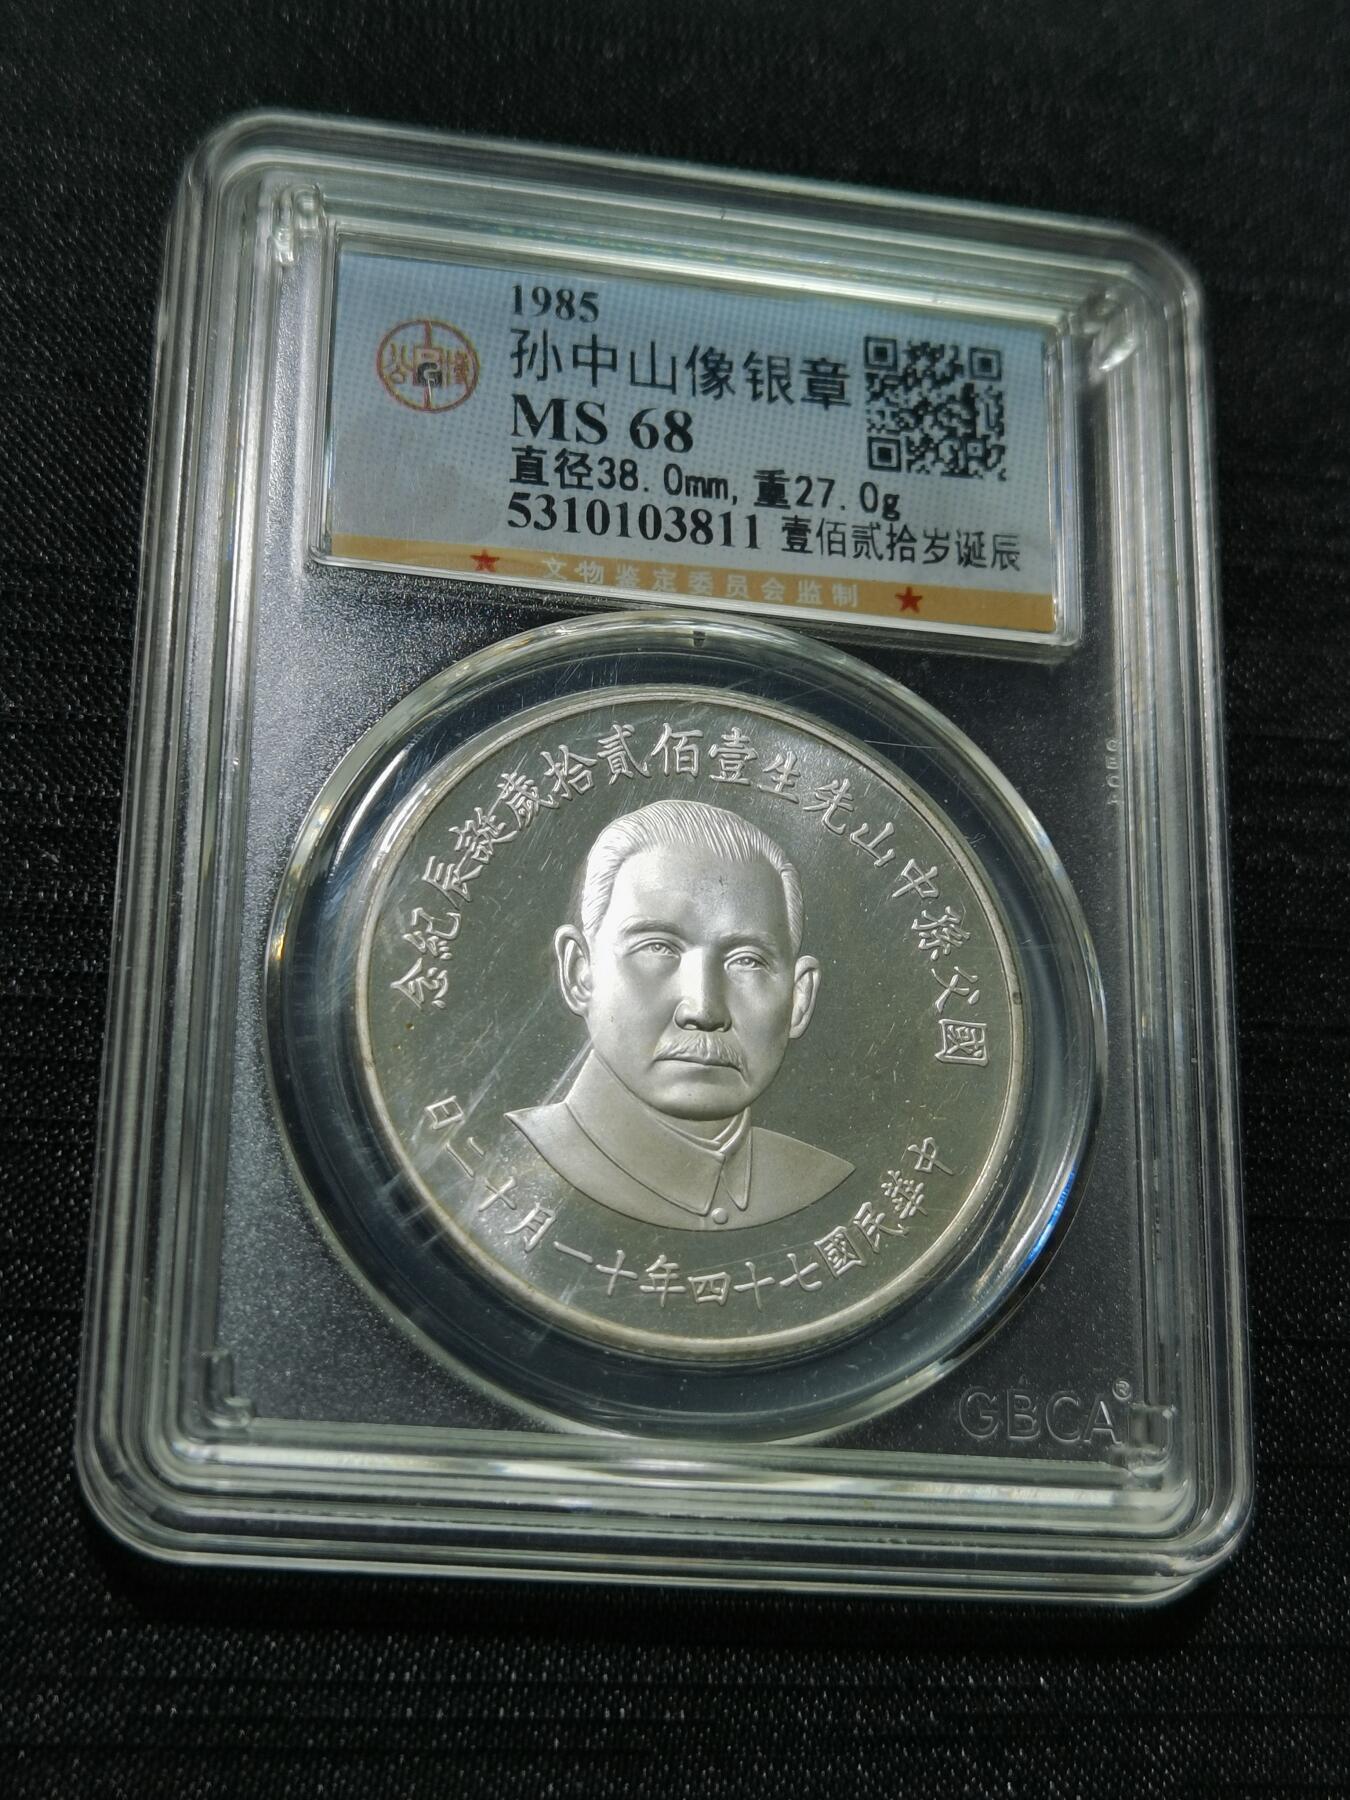 1985
孙中山像银章
MS 68
直径38.0mm,重27.0g
5310103811 壹佰贰拾岁诞辰
★ 文物鉴定委员会监制 ★
公博
國父孫中山先生壹佰貳拾歲誕辰紀念
中華民國七十四年十一月十二日
GBCA®
GBCA